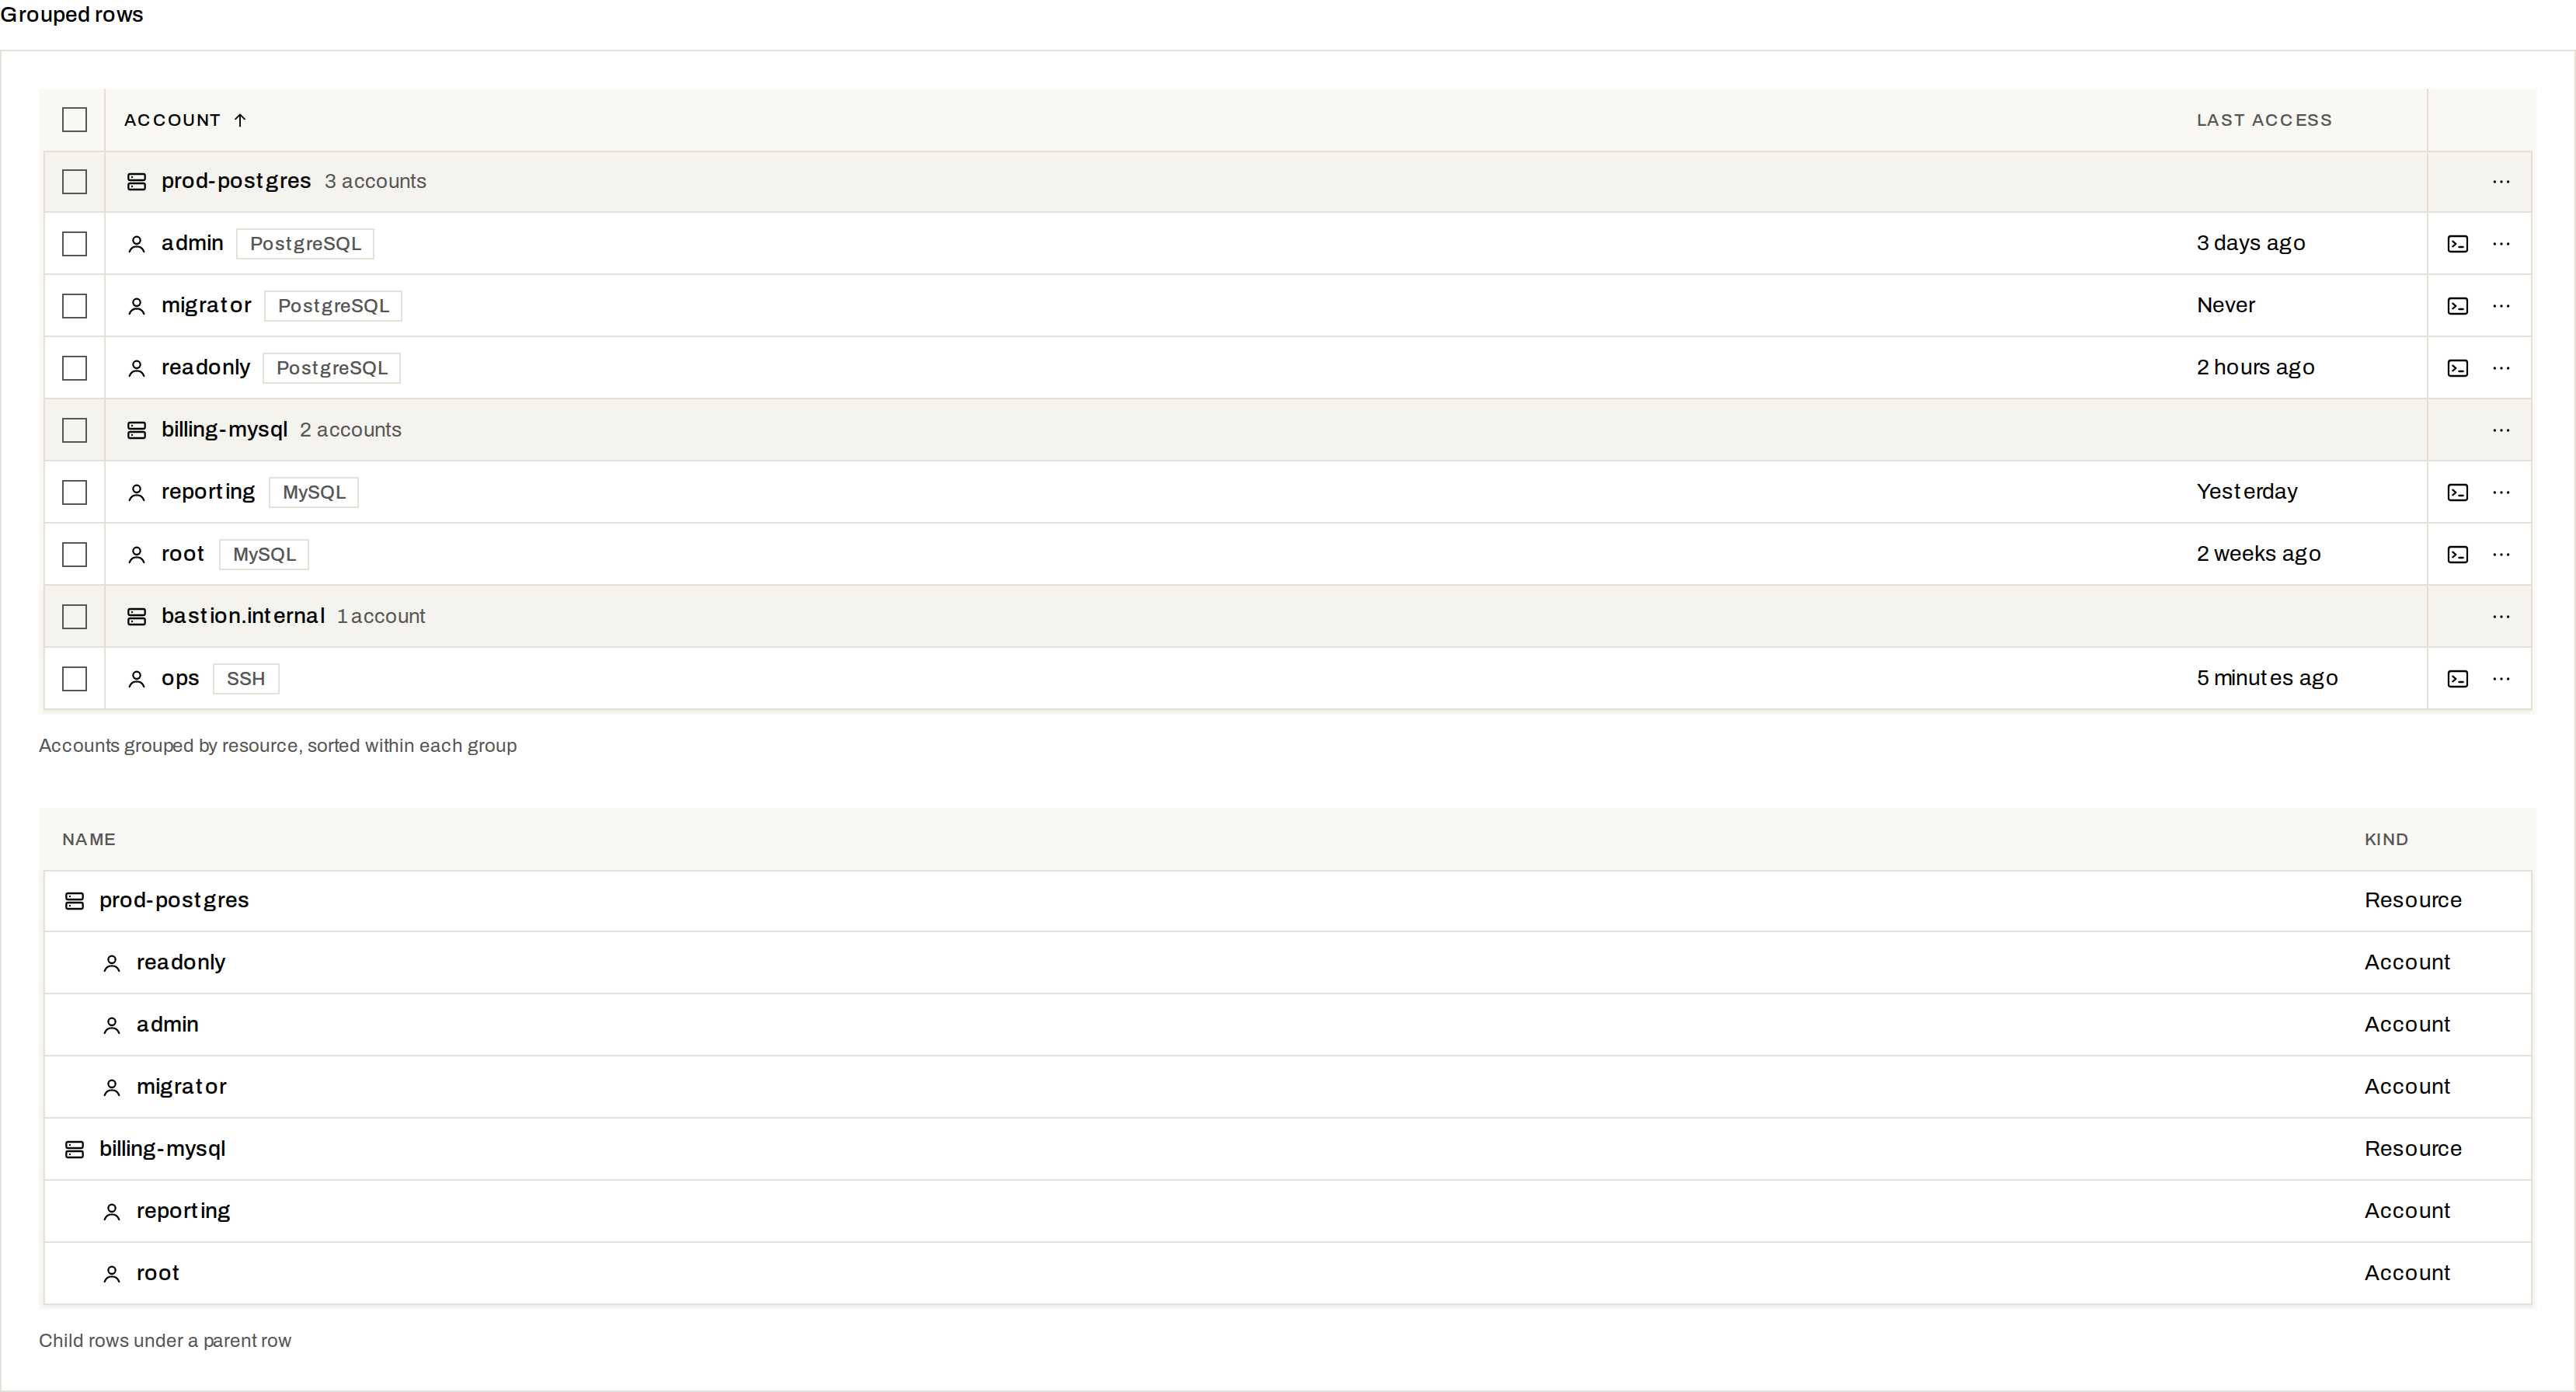 Grouped rows
ACCOUNT ↑ LAST ACCESS
prod-postgres 3 accounts
admin PostgreSQL 3 days ago
migrator PostgreSQL Never
readonly PostgreSQL 2 hours ago
billing-mysql 2 accounts
reporting MySQL Yesterday
root MySQL 2 weeks ago
bastion.internal 1 account
ops SSH 5 minutes ago
Accounts grouped by resource, sorted within each group
NAME KIND
prod-postgres Resource
readonly Account
admin Account
migrator Account
billing-mysql Resource
reporting Account
root Account
Child rows under a parent row